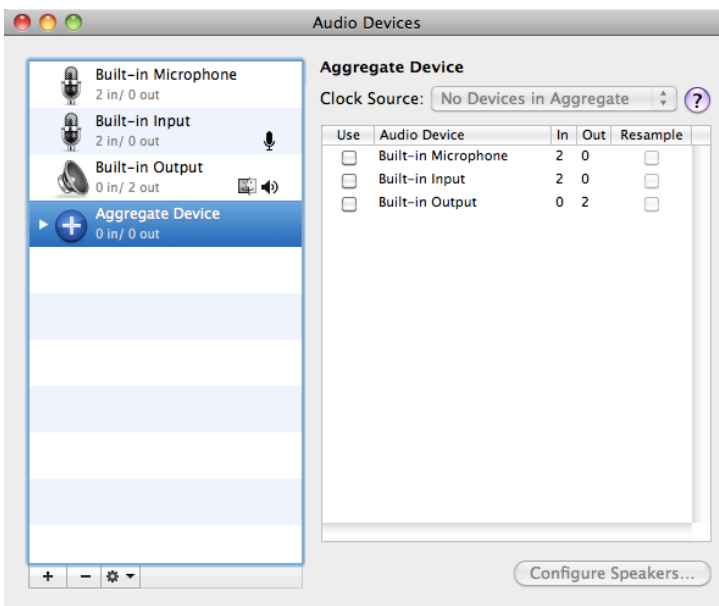 Audio Devices
Built-in Microphone
2 in/ 0 out
Built-in Input
2 in/ 0 out
Built-in Output
0 in/ 2 out
Aggregate Device
0 in/ 0 out
Aggregate Device
Clock Source: No Devices in Aggregate ?
Use Audio Device In Out Resample
Built-in Microphone 2 0
Built-in Input 2 0
Built-in Output 0 2
Configure Speakers...